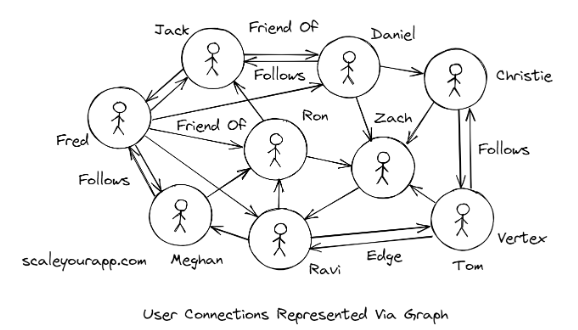 Jack
Friend Of
Daniel
Follows
Christie
Fred
Friend Of
Ron
Zach
Follows
Follows
scaleyourapp.com
Meghan
Ravi
Edge
Vertex
Tom
User Connections Represented Via Graph